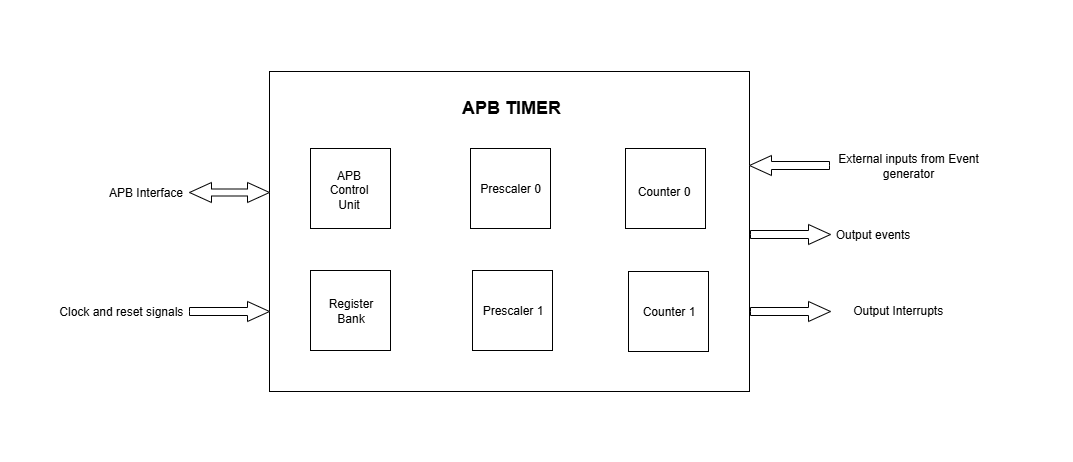 APB TIMER
APB
Control
Unit
Prescaler 0
Counter 0
External inputs from Event
generator
APB Interface
Output events
Register
Bank
Prescaler 1
Counter 1
Clock and reset signals
Output Interrupts